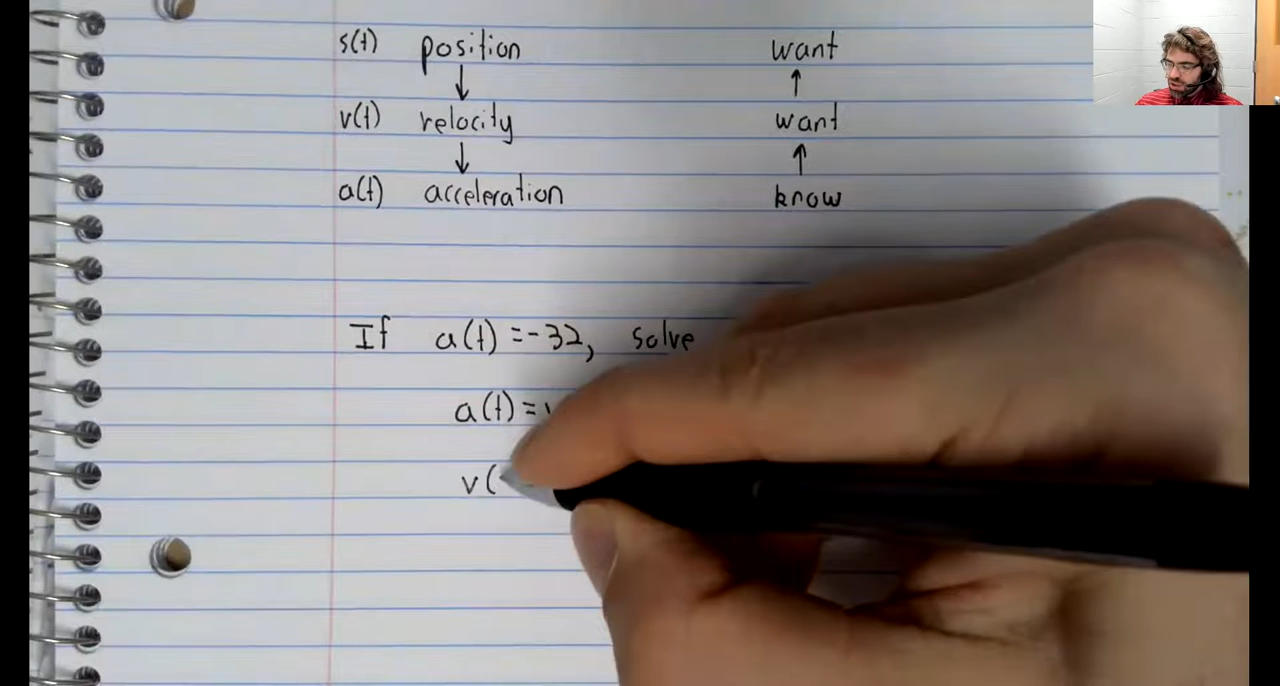 s(t) position want
v(t) velocity want
a(t) acceleration know
If a(t) = -32, solve
a(t) =
v(